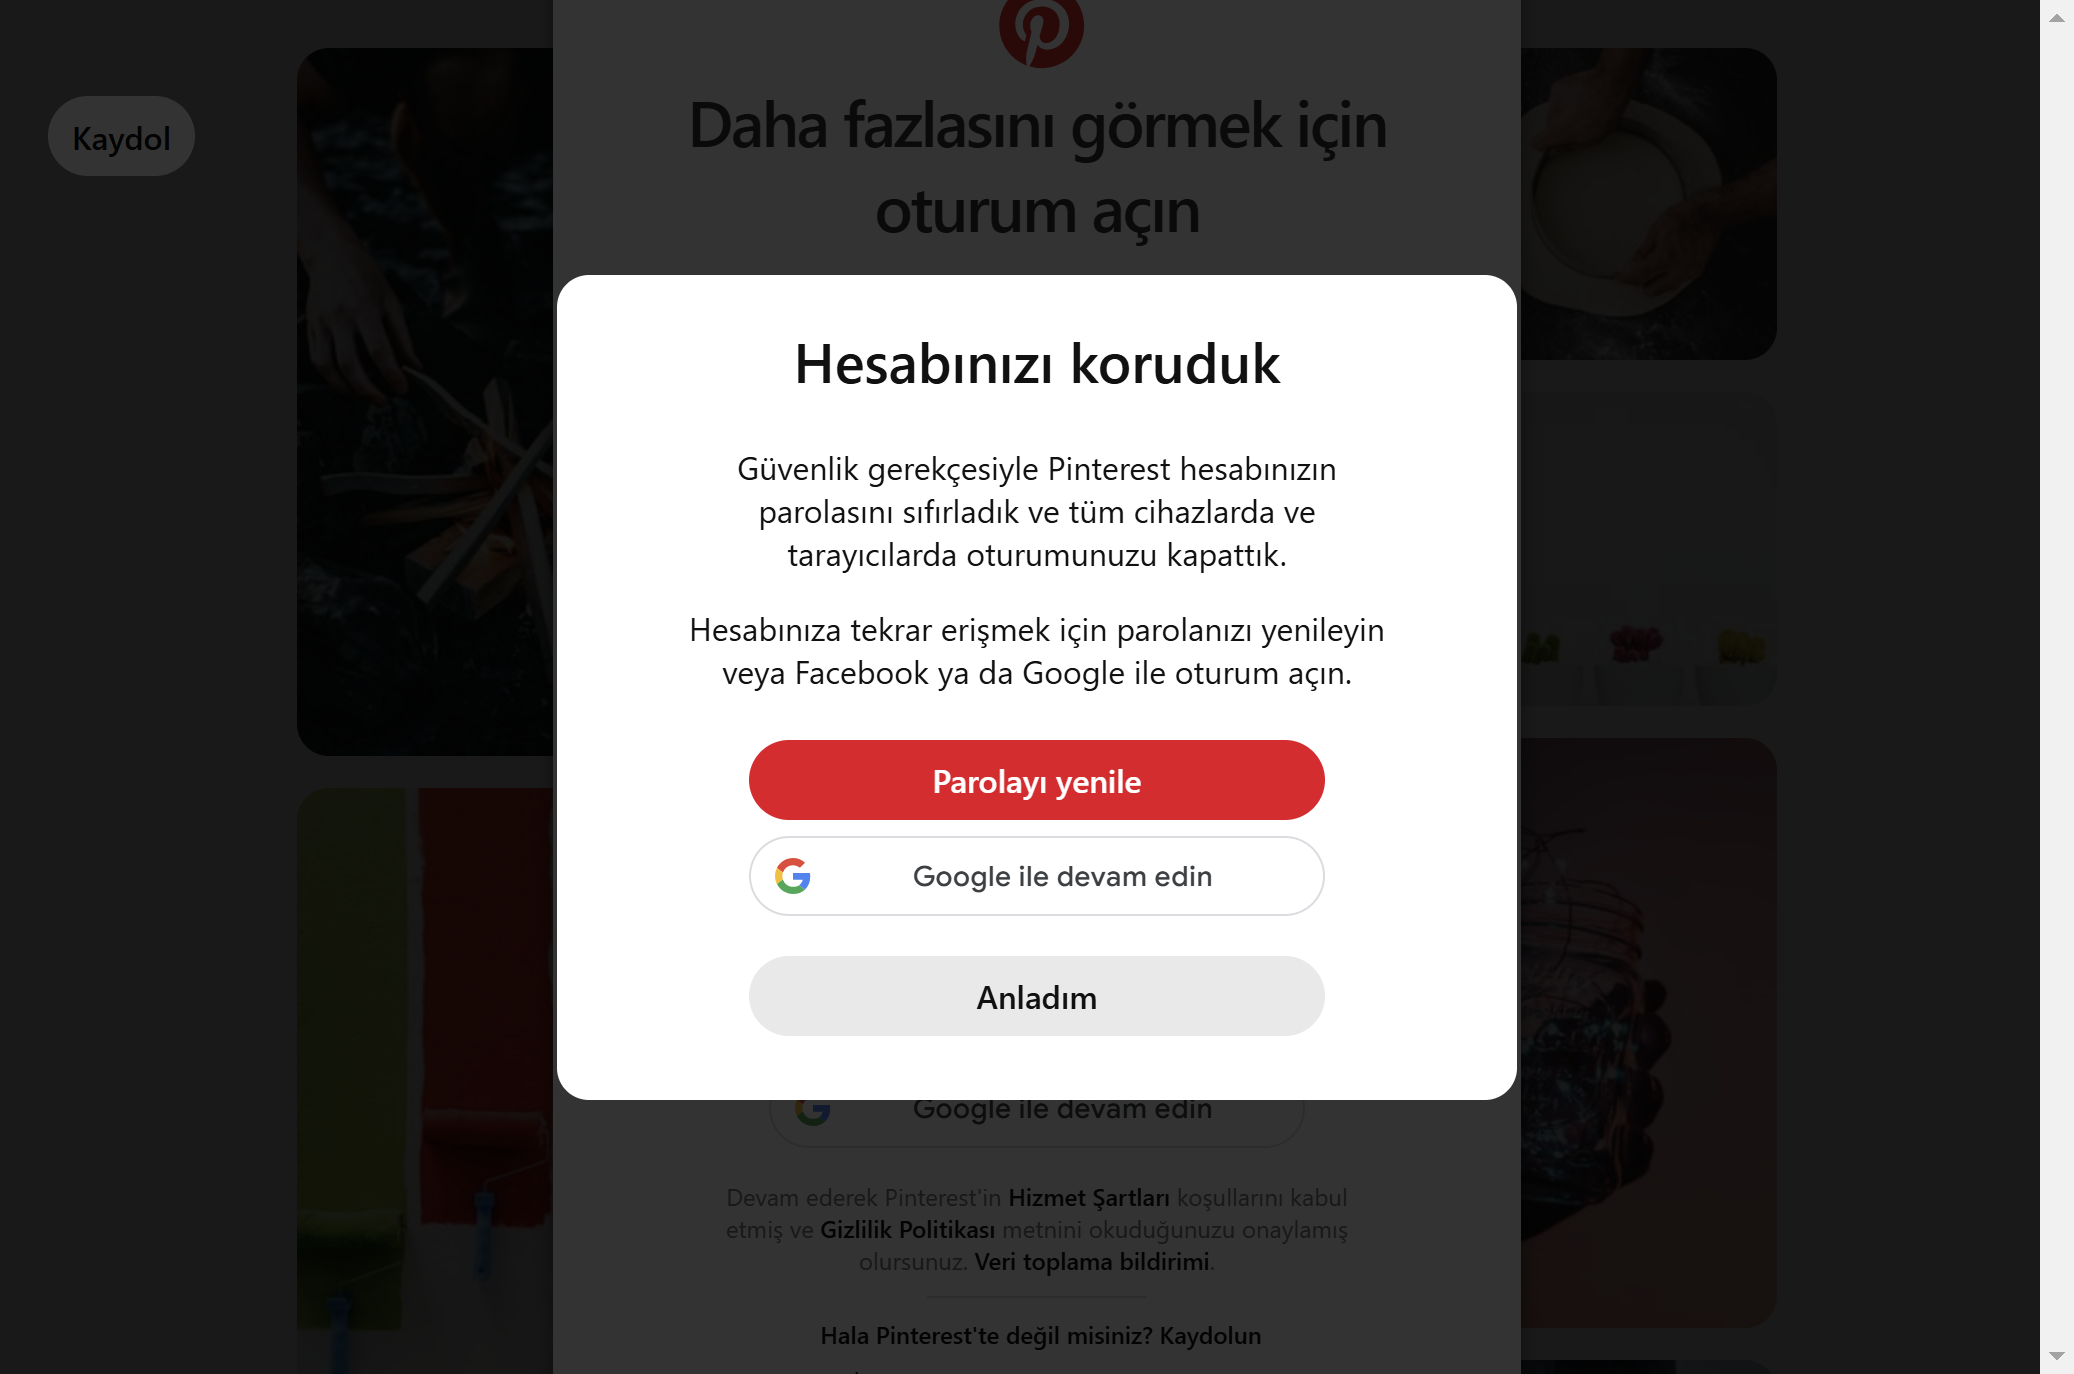 Kaydol
Daha fazlasını görmek için
oturum açın
Hesabınızı koruduk
Güvenlik gerekçesiyle Pinterest hesabınızın
parolasını sıfırladık ve tüm cihazlarda ve
tarayıcılarda oturumunuzu kapattık.
Hesabınıza tekrar erişmek için parolanızı yenileyin
veya Facebook ya da Google ile oturum açın.
Parolayı yenile
Google ile devam edin
Anladım
Google ile devam edin
Devam ederek Pinterest'in Hizmet Şartları koşullarını kabul
etmiş ve Gizlilik Politikası metnini okuduğunuzu onaylamış
olursunuz. Veri toplama bildirimi.
Hala Pinterest'te değil misiniz? Kaydolun